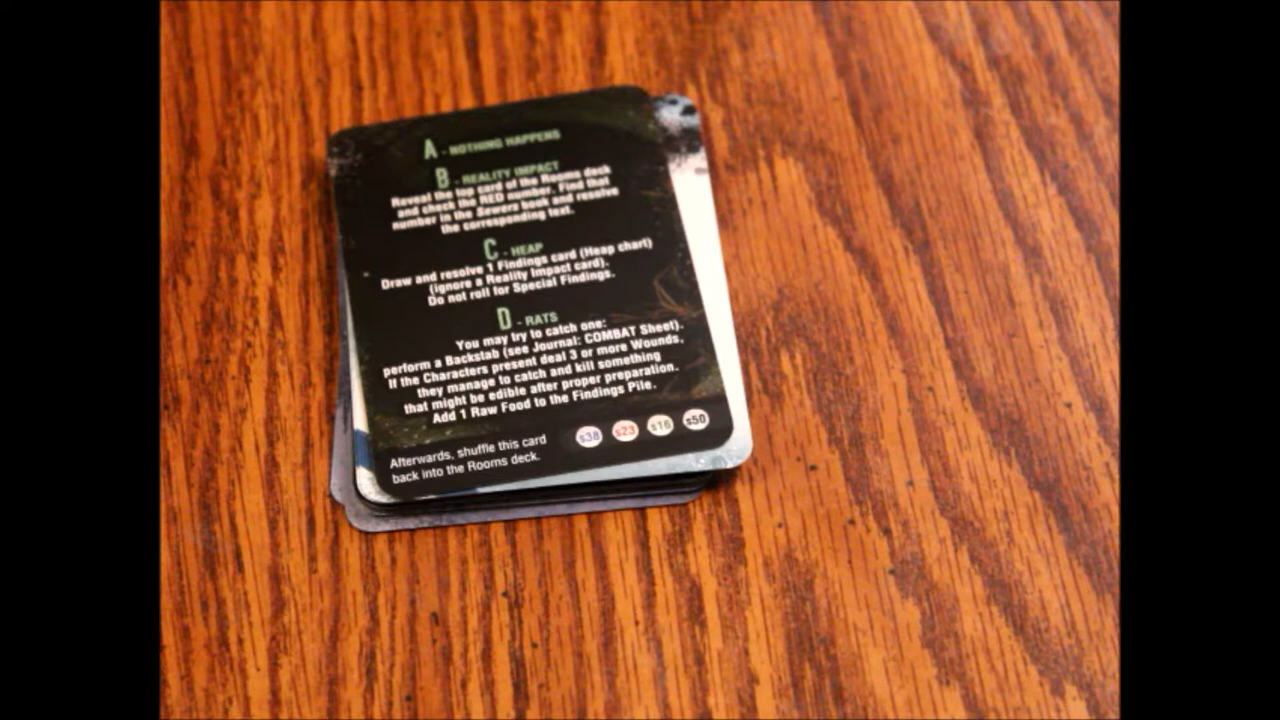 A - NOTHING HAPPENS
B - REALITY IMPACT
Reveal the top card of the Rooms deck
and check the RED number. Find that
number in the Sewers book and resolve
the corresponding text.
C - HEAP
Draw and resolve 1 Findings card (Heap chart)
(ignore a Reality Impact card).
Do not roll for Special Findings.
D - RATS
You may try to catch one:
perform a Backstab (see Journal: COMBAT Sheet).
If the Characters present deal 3 or more Wounds,
they manage to catch and kill something
that might be edible after proper preparation.
Add 1 Raw Food to the Findings Pile.
Afterwards, shuffle this card
back into the Rooms deck.
s38 s23 s16 s50